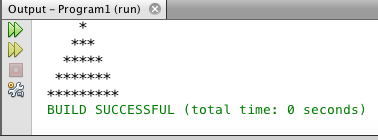 Output – Program1 (run)
    *
   ***
  *****
 *******
*********
BUILD SUCCESSFUL (total time: 0 seconds)